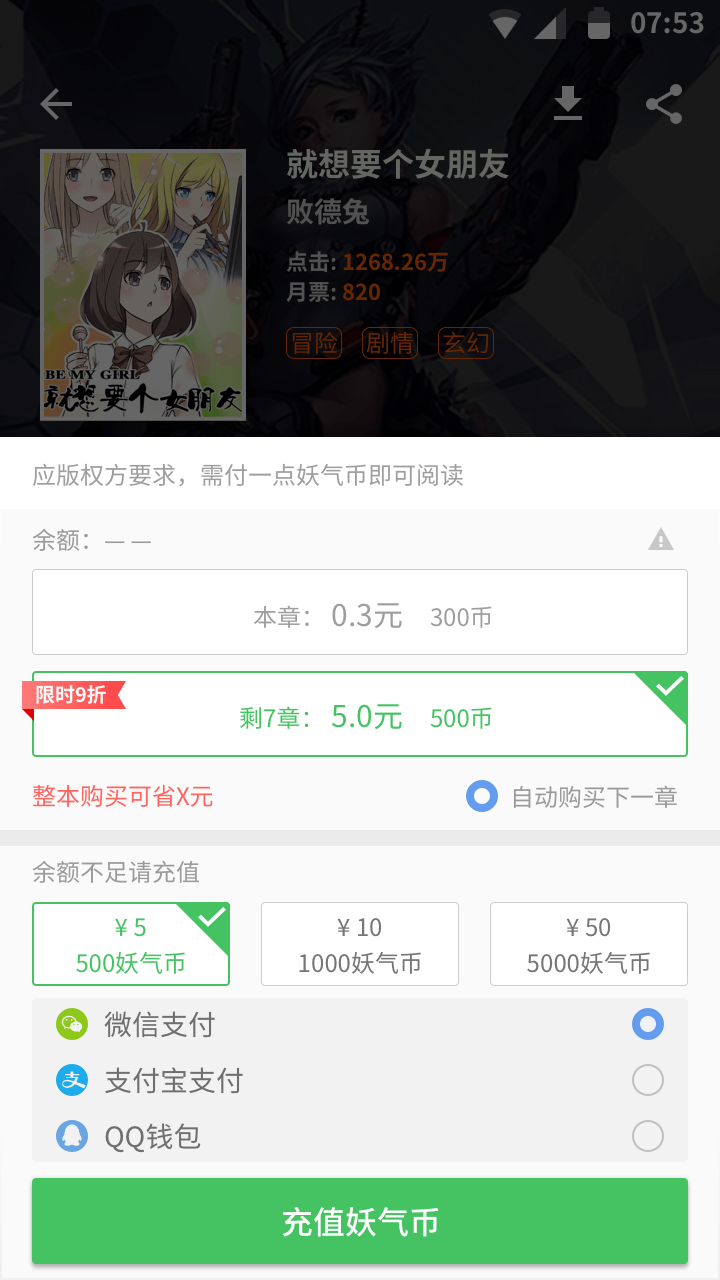 07:53
就想要个女朋友
败德兔
点击: 1268.26万
月票: 820
冒险 剧情 玄幻
BE MY GIRL
就想要个女朋友
应版权方要求，需付一点妖气币即可阅读
余额：— —
本章： 0.3元 300币
限时9折
剩7章： 5.0元 500币
整本购买可省X元
自动购买下一章
余额不足请充值
¥ 5
500妖气币
¥ 10
1000妖气币
¥ 50
5000妖气币
微信支付
支 支付宝支付
QQ钱包
充值妖气币